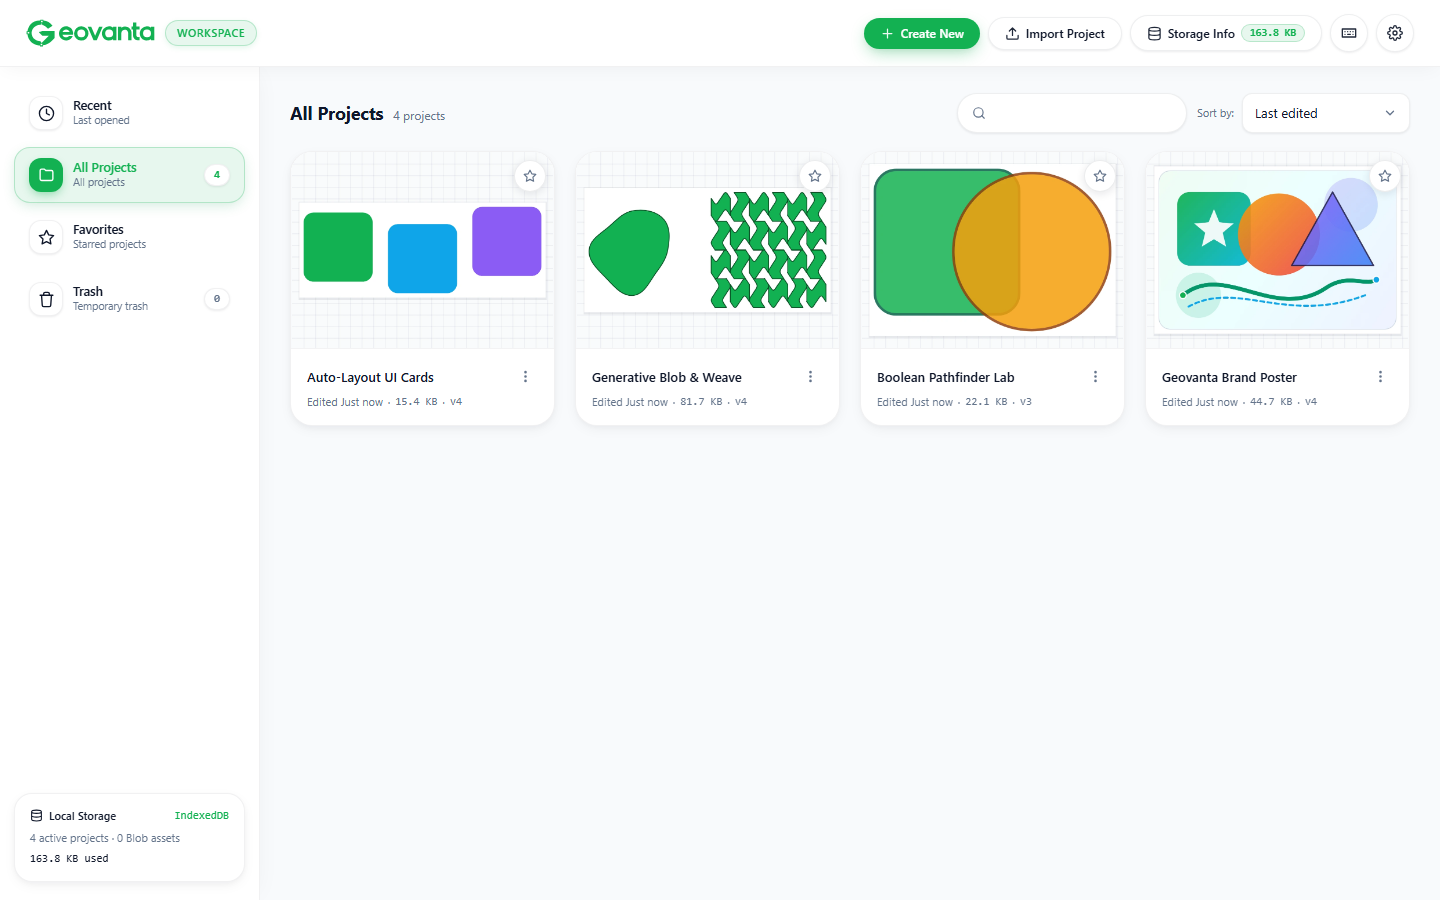 Geovanta WORKSPACE
Create New
Import Project
Storage Info 163.8 KB
Recent
Last opened
All Projects
All projects
4
Favorites
Starred projects
Trash
Temporary trash
0
All Projects 4 projects
Sort by: Last edited
Auto-Layout UI Cards
Edited Just now · 15.4 KB · v4
Generative Blob & Weave
Edited Just now · 81.7 KB · v4
Boolean Pathfinder Lab
Edited Just now · 22.1 KB · v3
Geovanta Brand Poster
Edited Just now · 44.7 KB · v4
Local Storage IndexedDB
4 active projects · 0 Blob assets
163.8 KB used